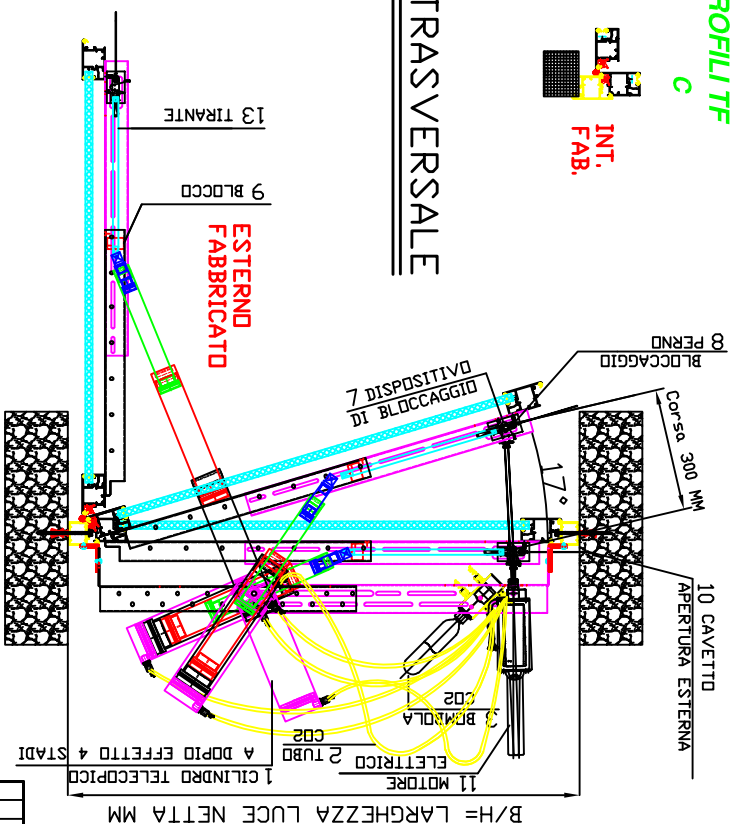 ROFILI TF
C
INT.
FAB.
TRASVERSALE
13 TIRANTE
9 BLOCCO
ESTERNO
FABBRICATO
7 DISPOSITIVO
DI BLOCCAGGIO
8 PERNO
BLOCCAGGIO
Corsa 300 MM
17°
10 CAVETTO
APERTURA ESTERNA
3 BOMBOLA
CO2
2 TUBO
CO2
11 MOTORE
ELETTRICO
1 CILINDRO TELECOPICO
A DOPIO EFFETTO 4 STADI
B/H= LARGHEZZA LUCE NETTA MM